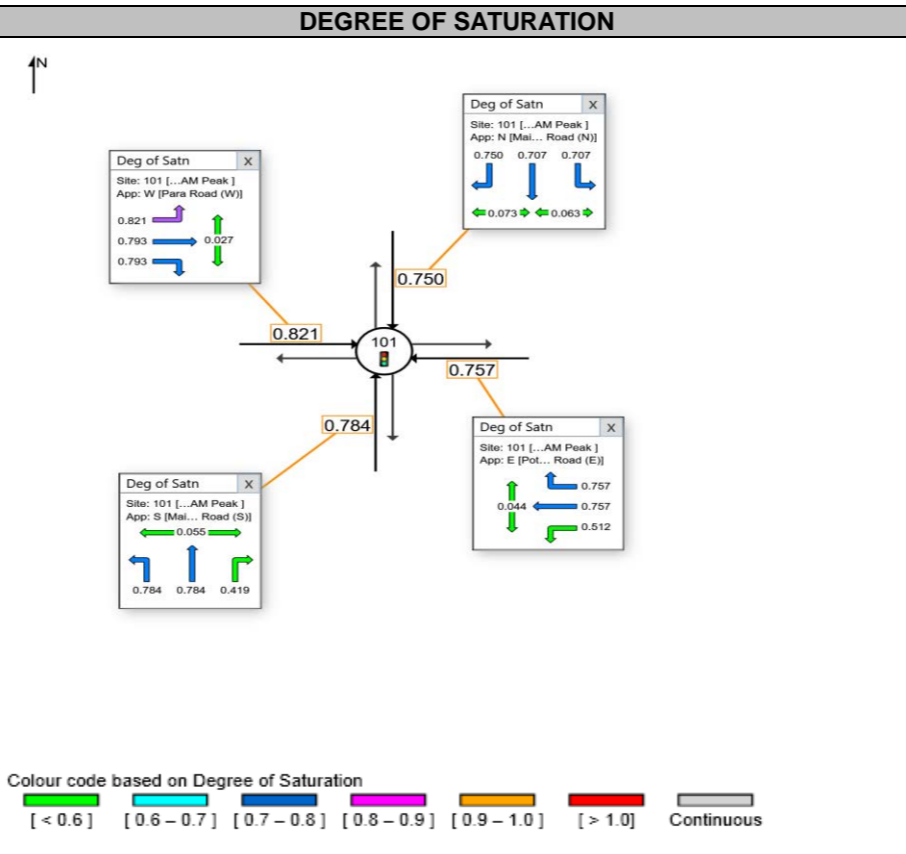 DEGREE OF SATURATION
N
Deg of Satn X
Site: 101 [...AM Peak ]
App: N [Mai... Road (N)]
0.750 0.707 0.707
0.073 0.063
Deg of Satn X
Site: 101 [...AM Peak ]
App: W [Para Road (W)]
0.821
0.793 0.027
0.793
0.750
0.821
101
0.757
0.784
Deg of Satn X
Site: 101 [...AM Peak ]
App: E [Pot... Road (E)]
0.757
0.044 0.757
0.512
Deg of Satn X
Site: 101 [...AM Peak ]
App: S [Mai... Road (S)]
0.055
0.784 0.784 0.419
Colour code based on Degree of Saturation
[ < 0.6 ] [ 0.6 – 0.7 ] [ 0.7 – 0.8 ] [ 0.8 – 0.9 ] [ 0.9 – 1.0 ] [ > 1.0] Continuous